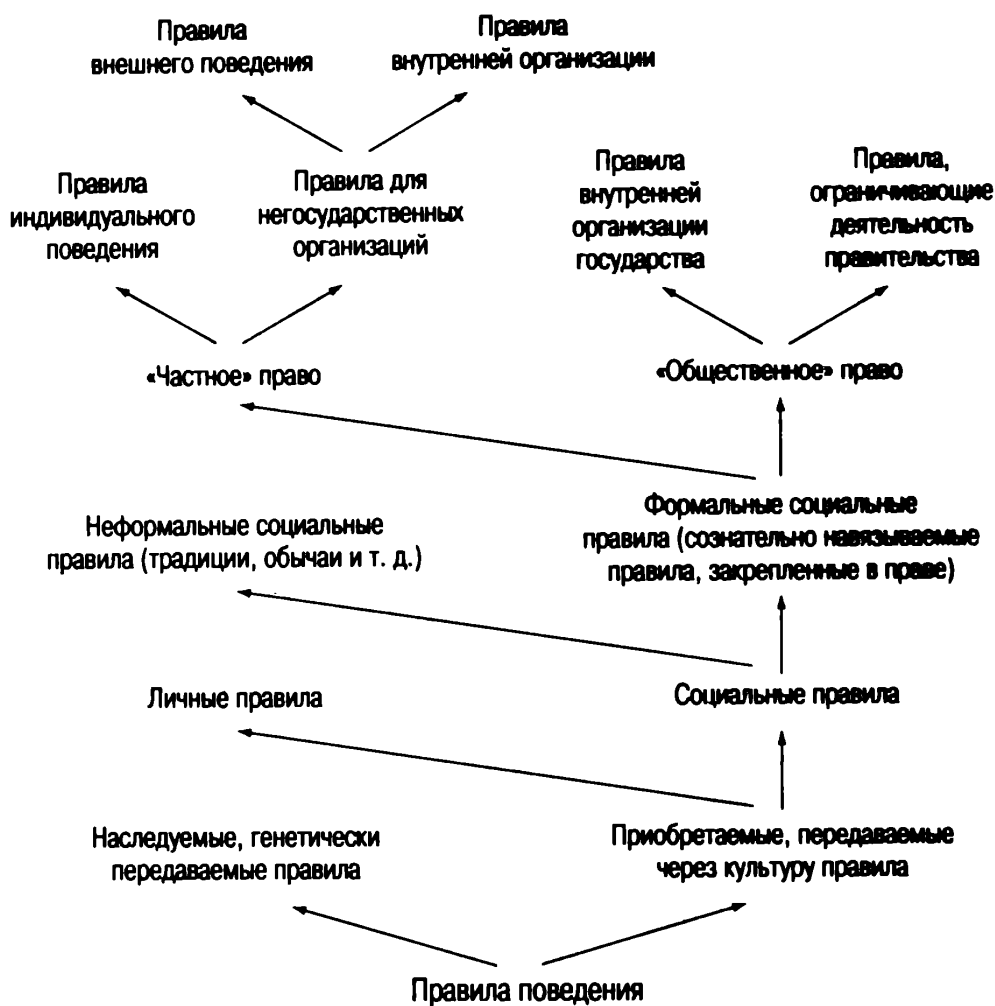 Правила
внешнего поведения
Правила
внутренней организации
Правила
индивидуального
поведения
Правила для
негосударственных
организаций
Правила
внутренней
организации
государства
Правила,
ограничивающие
деятельность
правительства
«Частное» право
«Общественное» право
Неформальные социальные
правила (традиции, обычаи и т. д.)
Формальные социальные
правила (сознательно навязываемые
правила, закрепленные в праве)
Личные правила
Социальные правила
Наследуемые, генетически
передаваемые правила
Приобретаемые, передаваемые
через культуру правила
Правила поведения